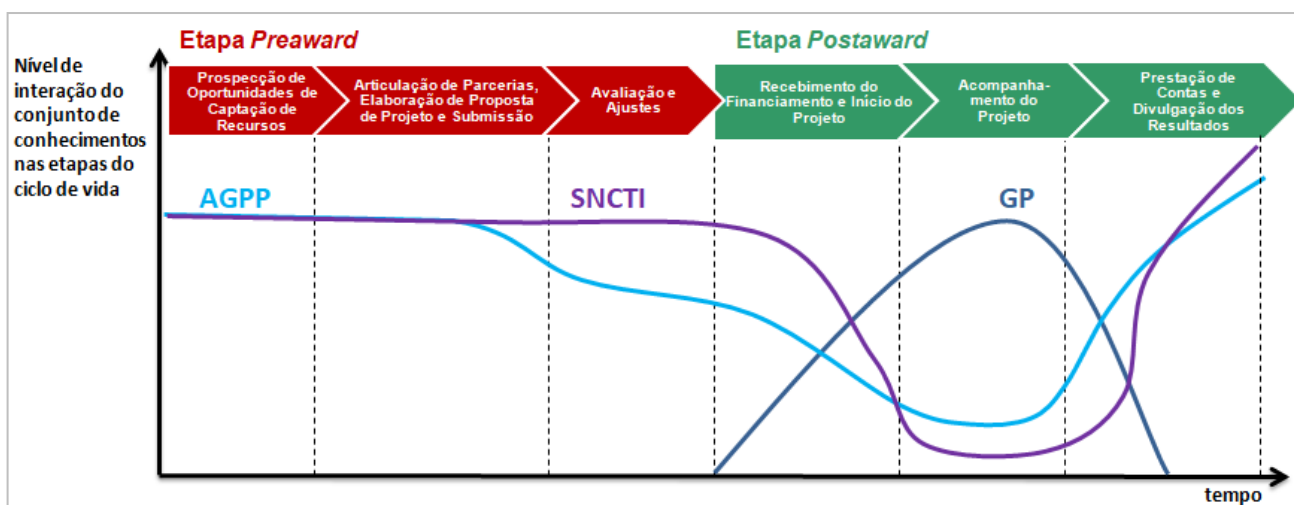 Etapa Preaward
Etapa Postaward
Nível de
interação do
conjunto de
conhecimentos
nas etapas do
ciclo de vida
Prospecção de
Oportunidades de
Captação de
Recursos
Articulação de Parcerias,
Elaboração de Proposta
de Projeto e Submissão
Avaliação e
Ajustes
Recebimento do
Financiamento e Início do
Projeto
Acompanha-
mento do
Projeto
Prestação de
Contas e
Divulgação dos
Resultados
AGPP
SNCTI
GP
tempo